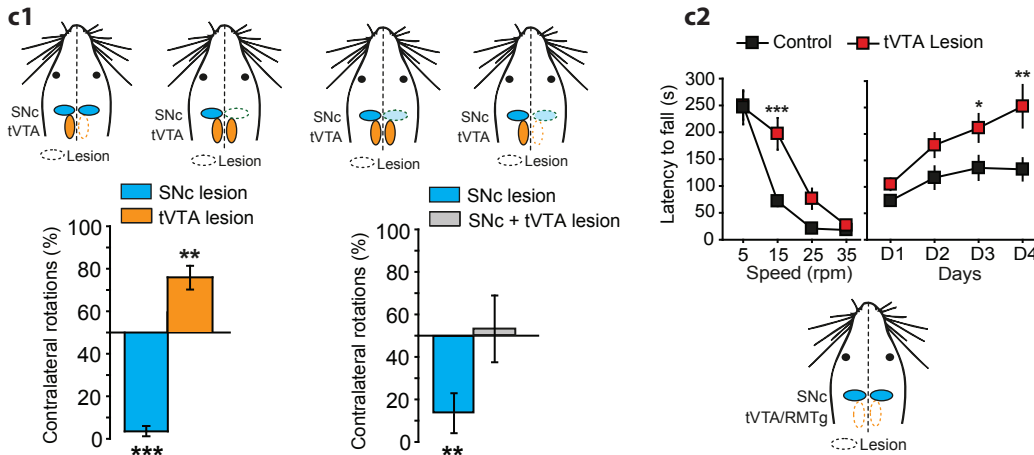 c1
SNc
tVTA
Lesion
SNc
tVTA
SNc
tVTA
SNc
tVTA
Lesion
SNc lesion
tVTA lesion
Contralateral rotations (%)
100
80
60
40
20
0
**
***
SNc lesion
SNc + tVTA lesion
Contralateral rotations (%)
100
80
60
40
20
0
**
c2
Control
tVTA Lesion
Latency to fall (s)
300
250
200
150
100
50
0
***
*
**
5 15 25 35
Speed (rpm)
D1 D2 D3 D4
Days
SNc
tVTA/RMTg
Lesion